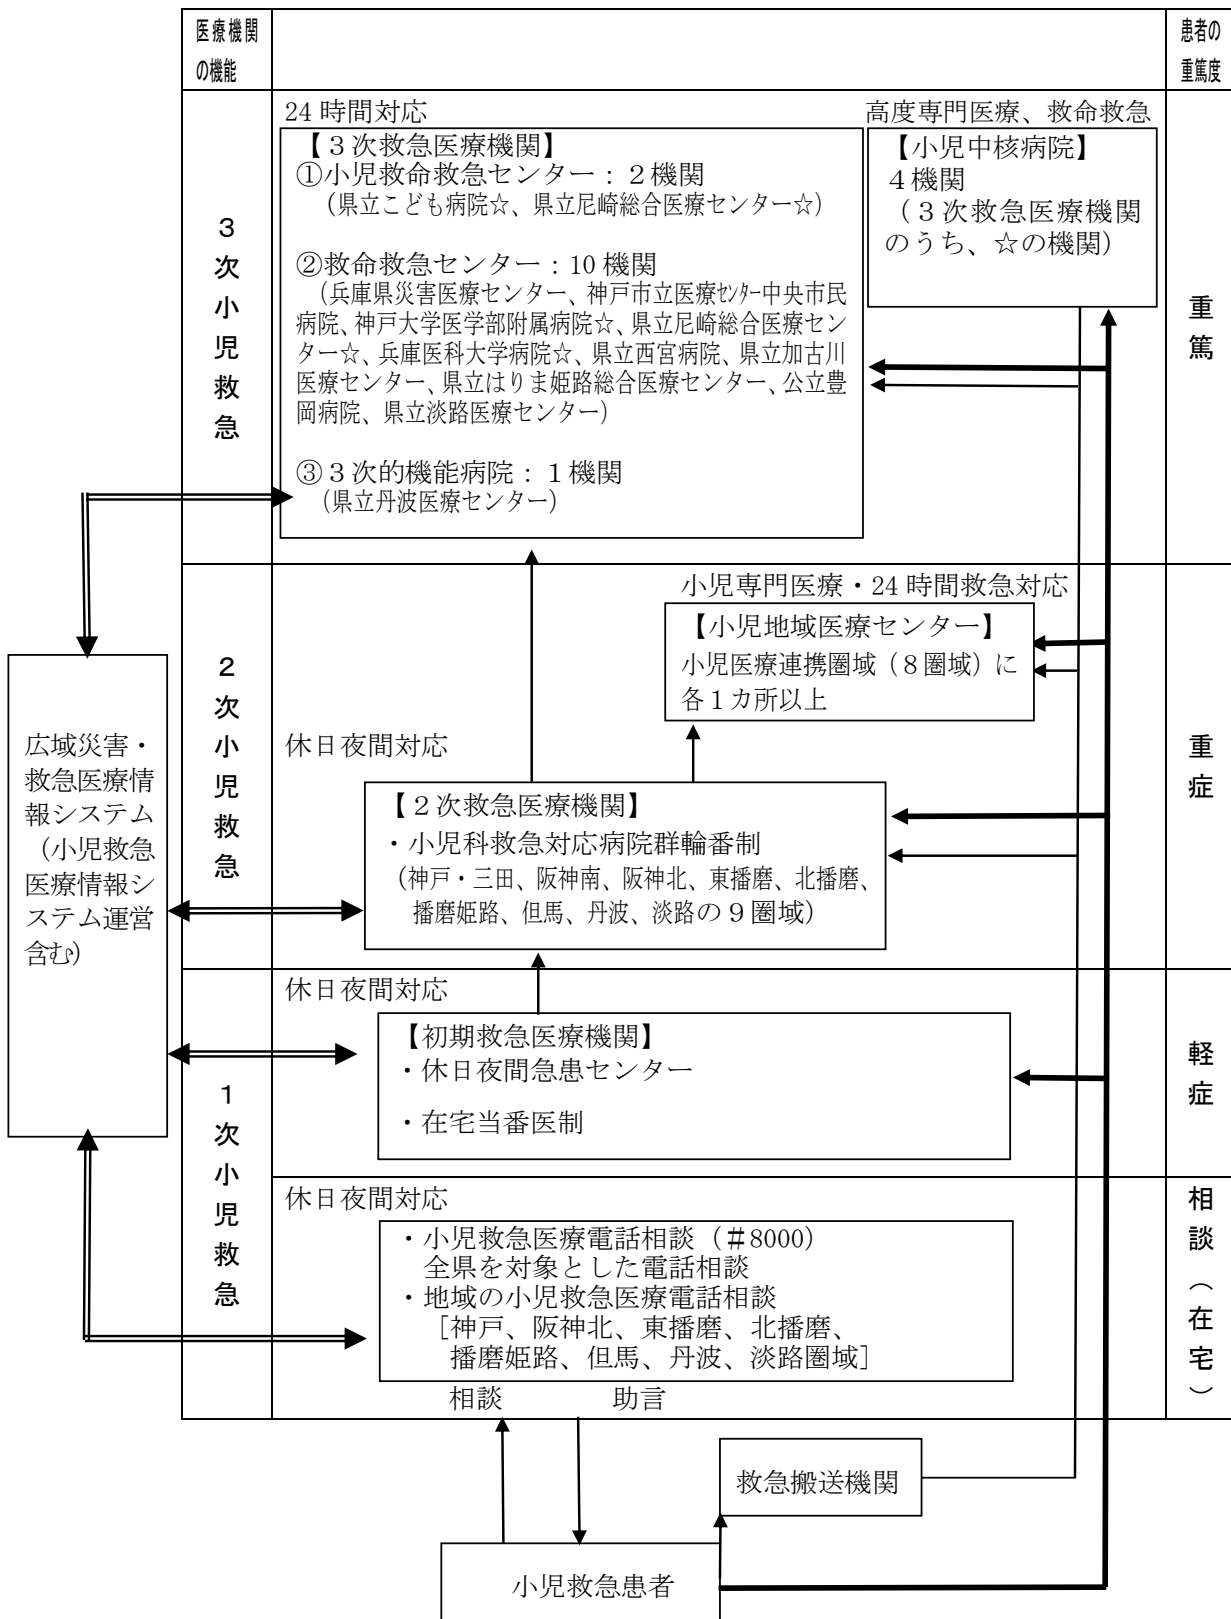 医療機関
の機能
患者の
重篤度
3次小児救急
24時間対応
【3次救急医療機関】
①小児救命救急センター：2機関
（県立こども病院☆、県立尼崎総合医療センター☆）
②救命救急センター：10機関
（兵庫県災害医療センター、神戸市立医療ｾﾝﾀｰ中央市民
病院、神戸大学医学部附属病院☆、県立尼崎総合医療セン
ター☆、兵庫医科大学病院☆、県立西宮病院、県立加古川
医療センター、県立はりま姫路総合医療センター、公立豊
岡病院、県立淡路医療センター）
③3次的機能病院：1機関
（県立丹波医療センター）
高度専門医療、救命救急
【小児中核病院】
4機関
（3次救急医療機関
のうち、☆の機関）
重篤
2次小児救急
小児専門医療・24時間救急対応
【小児地域医療センター】
小児医療連携圏域（8圏域）に
各1カ所以上
休日夜間対応
【2次救急医療機関】
・小児科救急対応病院群輪番制
（神戸・三田、阪神南、阪神北、東播磨、北播磨、
播磨姫路、但馬、丹波、淡路の9圏域）
重症
広域災害・
救急医療情
報システム
（小児救急
医療情報シ
ステム運営
含む）
1次小児救急
休日夜間対応
【初期救急医療機関】
・休日夜間急患センター
・在宅当番医制
軽症
休日夜間対応
・小児救急医療電話相談（＃8000）
全県を対象とした電話相談
・地域の小児救急医療電話相談
［神戸、阪神北、東播磨、北播磨、
播磨姫路、但馬、丹波、淡路圏域］
相談（在宅）
相談
助言
救急搬送機関
小児救急患者